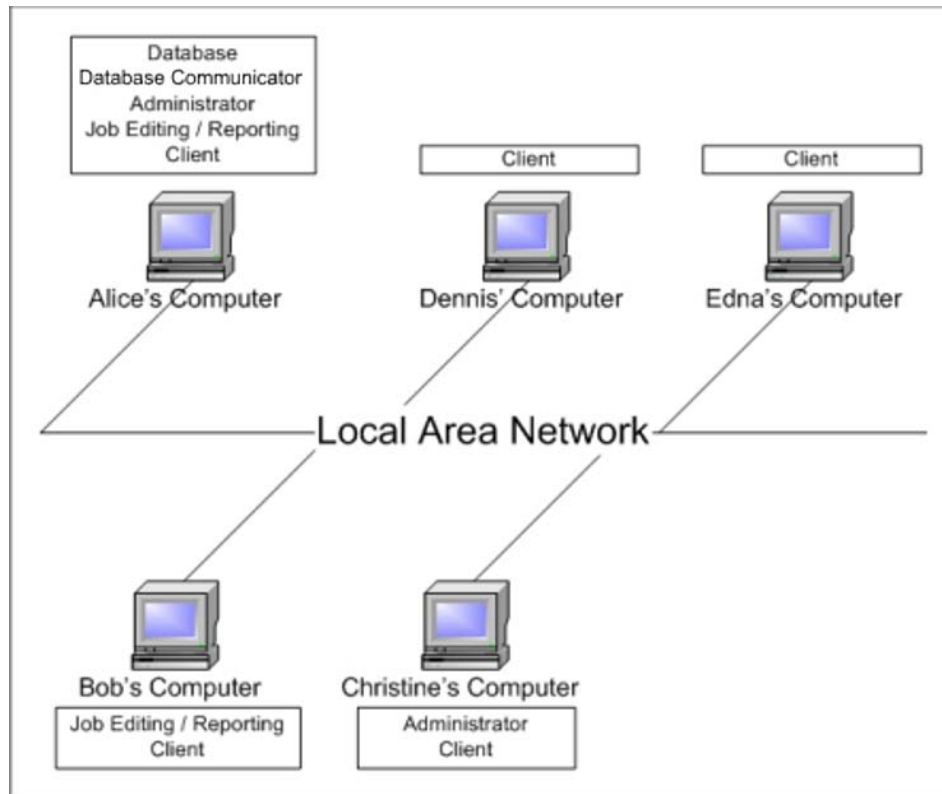 Database
Database Communicator
Administrator
Job Editing / Reporting
Client
Client
Client
Alice's Computer
Dennis' Computer
Edna's Computer
Local Area Network
Bob's Computer
Christine's Computer
Job Editing / Reporting
Client
Administrator
Client